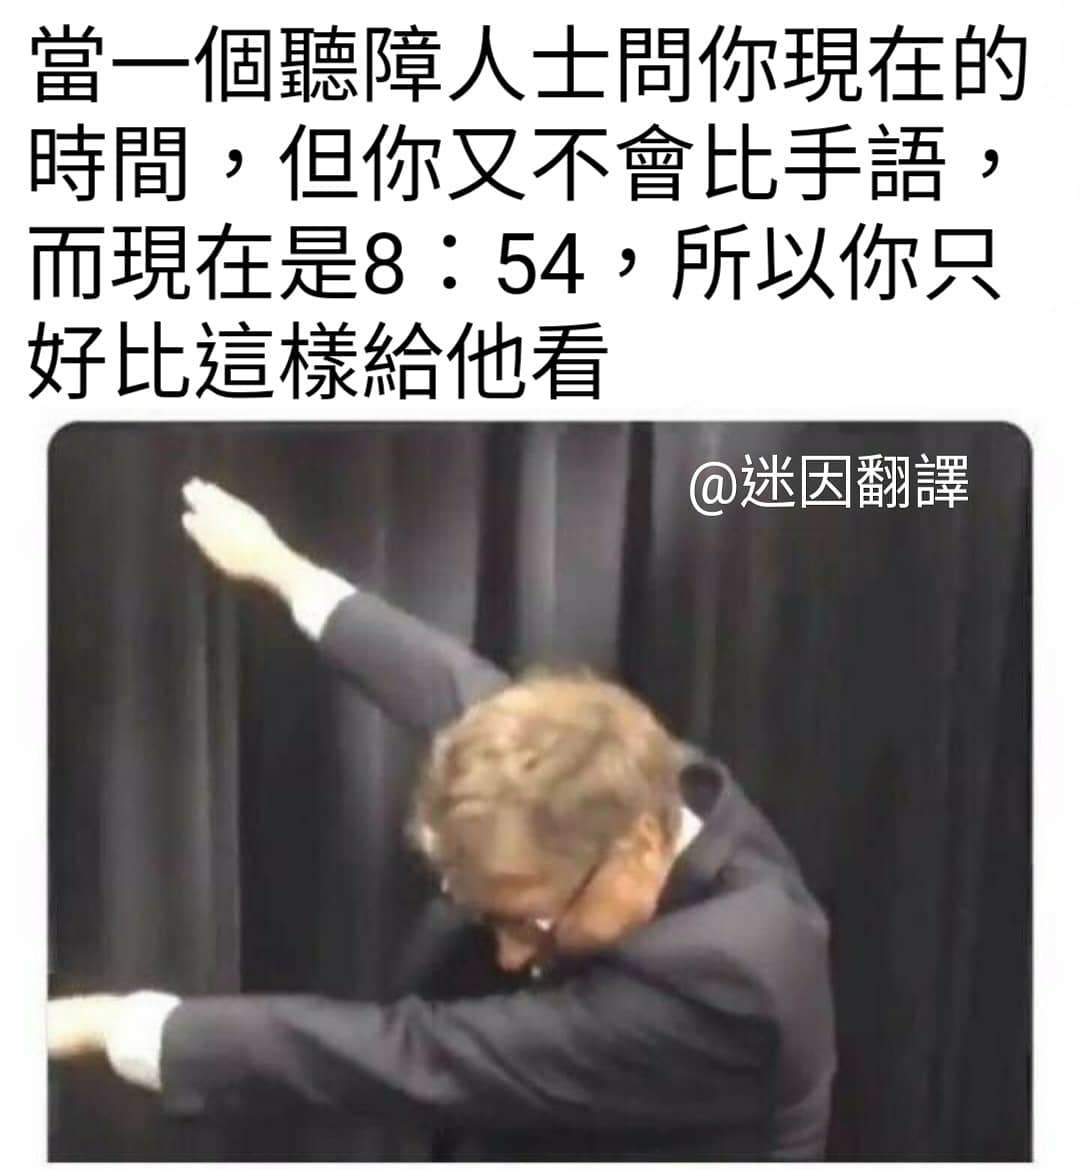 當一個聽障人士問你現在的
時間，但你又不會比手語，
而現在是8：54，所以你只
好比這樣給他看
@迷因翻譯